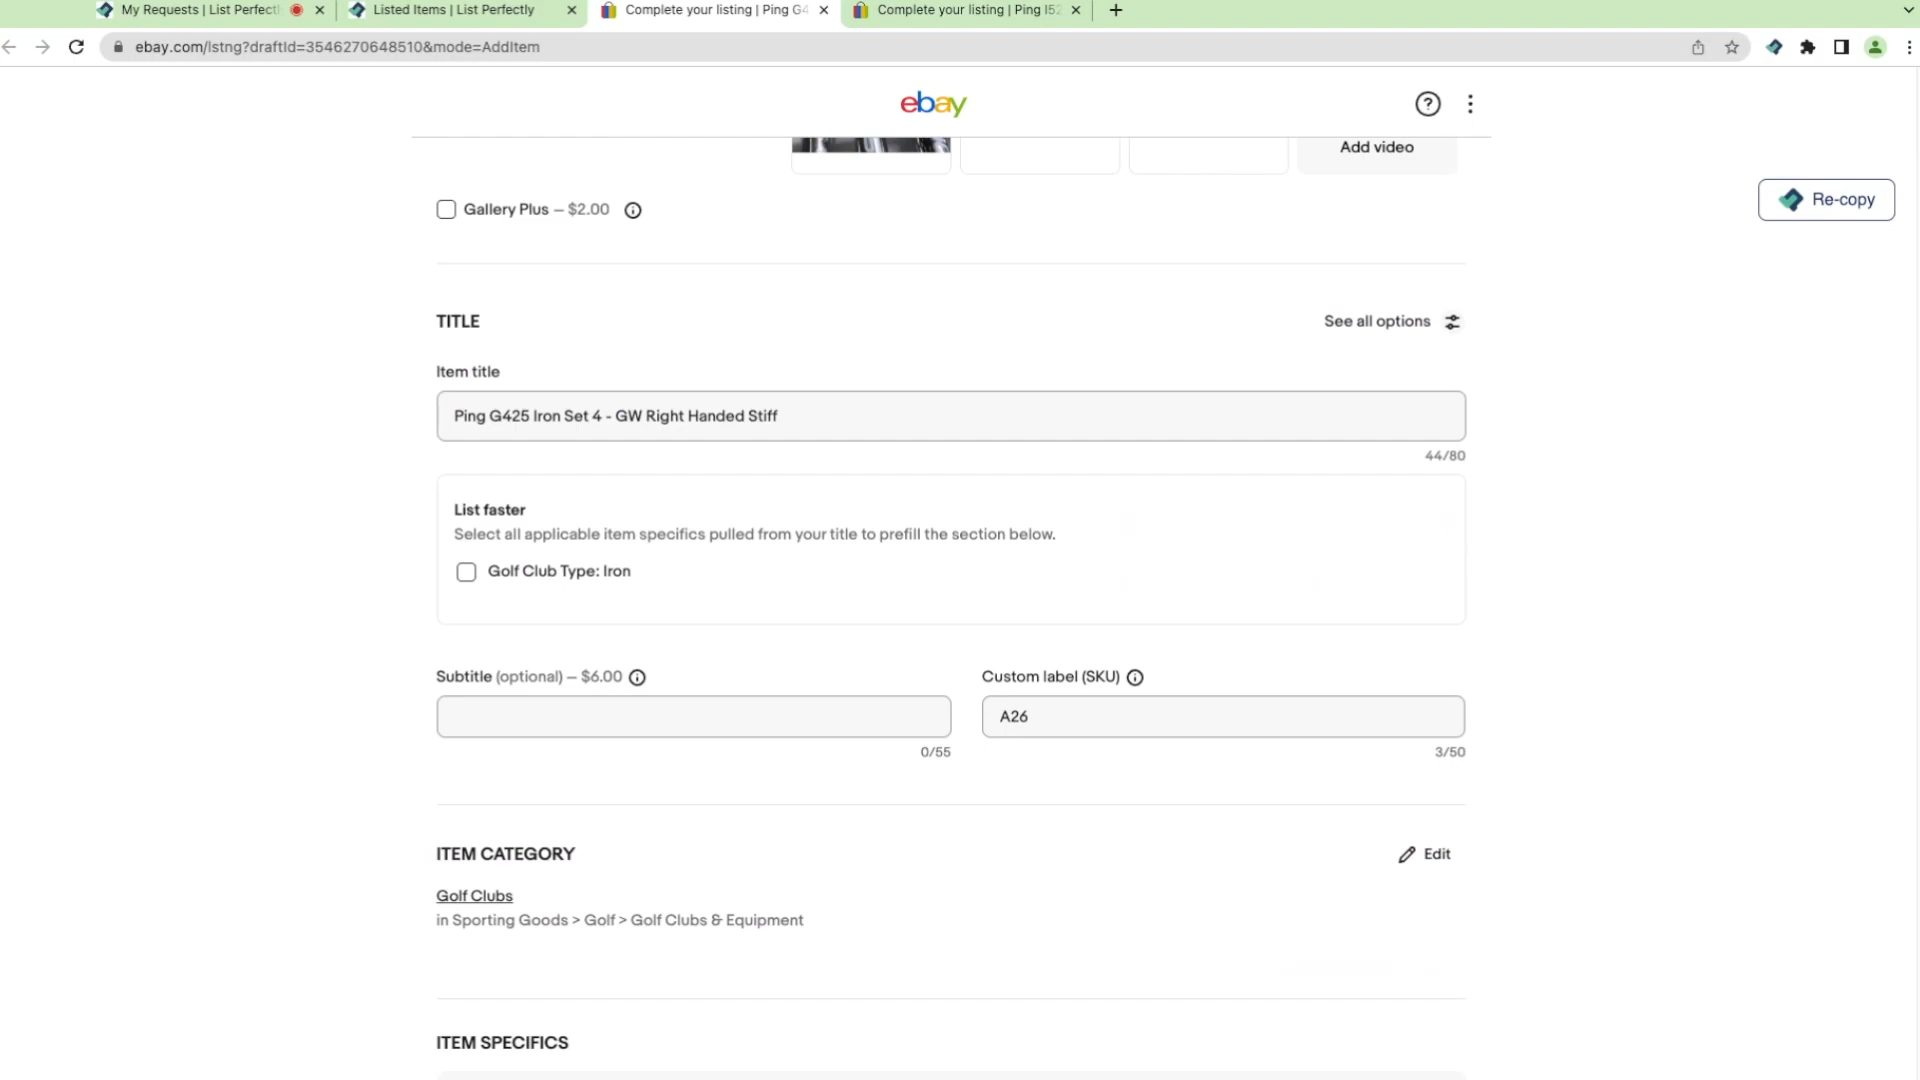 My Requests | List Perfectl
Listed Items | List Perfectly
Complete your listing | Ping G4
Complete your listing | Ping I52
ebay.com/lstng?draftId=3546270648510&mode=AddItem
ebay
Add video
Gallery Plus – $2.00
Re-copy
TITLE
See all options
Item title
Ping G425 Iron Set 4 - GW Right Handed Stiff
44/80
List faster
Select all applicable item specifics pulled from your title to prefill the section below.
Golf Club Type: Iron
Subtitle (optional) – $6.00
Custom label (SKU)
A26
0/55
3/50
ITEM CATEGORY
Edit
Golf Clubs
in Sporting Goods > Golf > Golf Clubs & Equipment
ITEM SPECIFICS